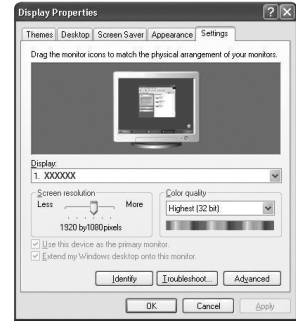 Display Properties
Themes Desktop Screen Saver Appearance Settings
Drag the monitor icons to match the physical arrangement of your monitors.
Display:
1. XXXXXX
Screen resolution
Less More
1920 by1080pixels
Color quality
Highest (32 bit)
Use this device as the primary monitor.
Extend my Windows desktop onto this monitor.
Identify Troubleshoot... Advanced
OK Cancel Apply